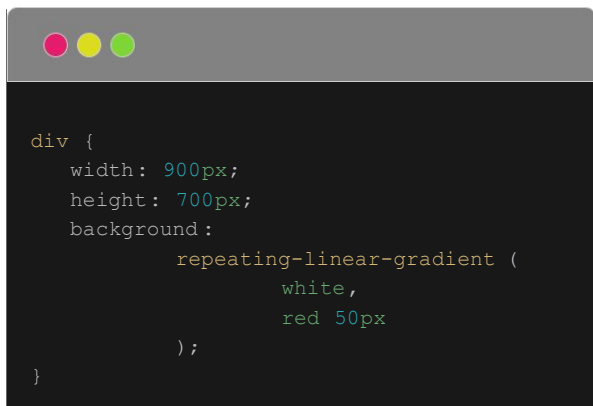 div {
width: 900px;
height: 700px;
background:
repeating-linear-gradient (
white,
red 50px
);
}